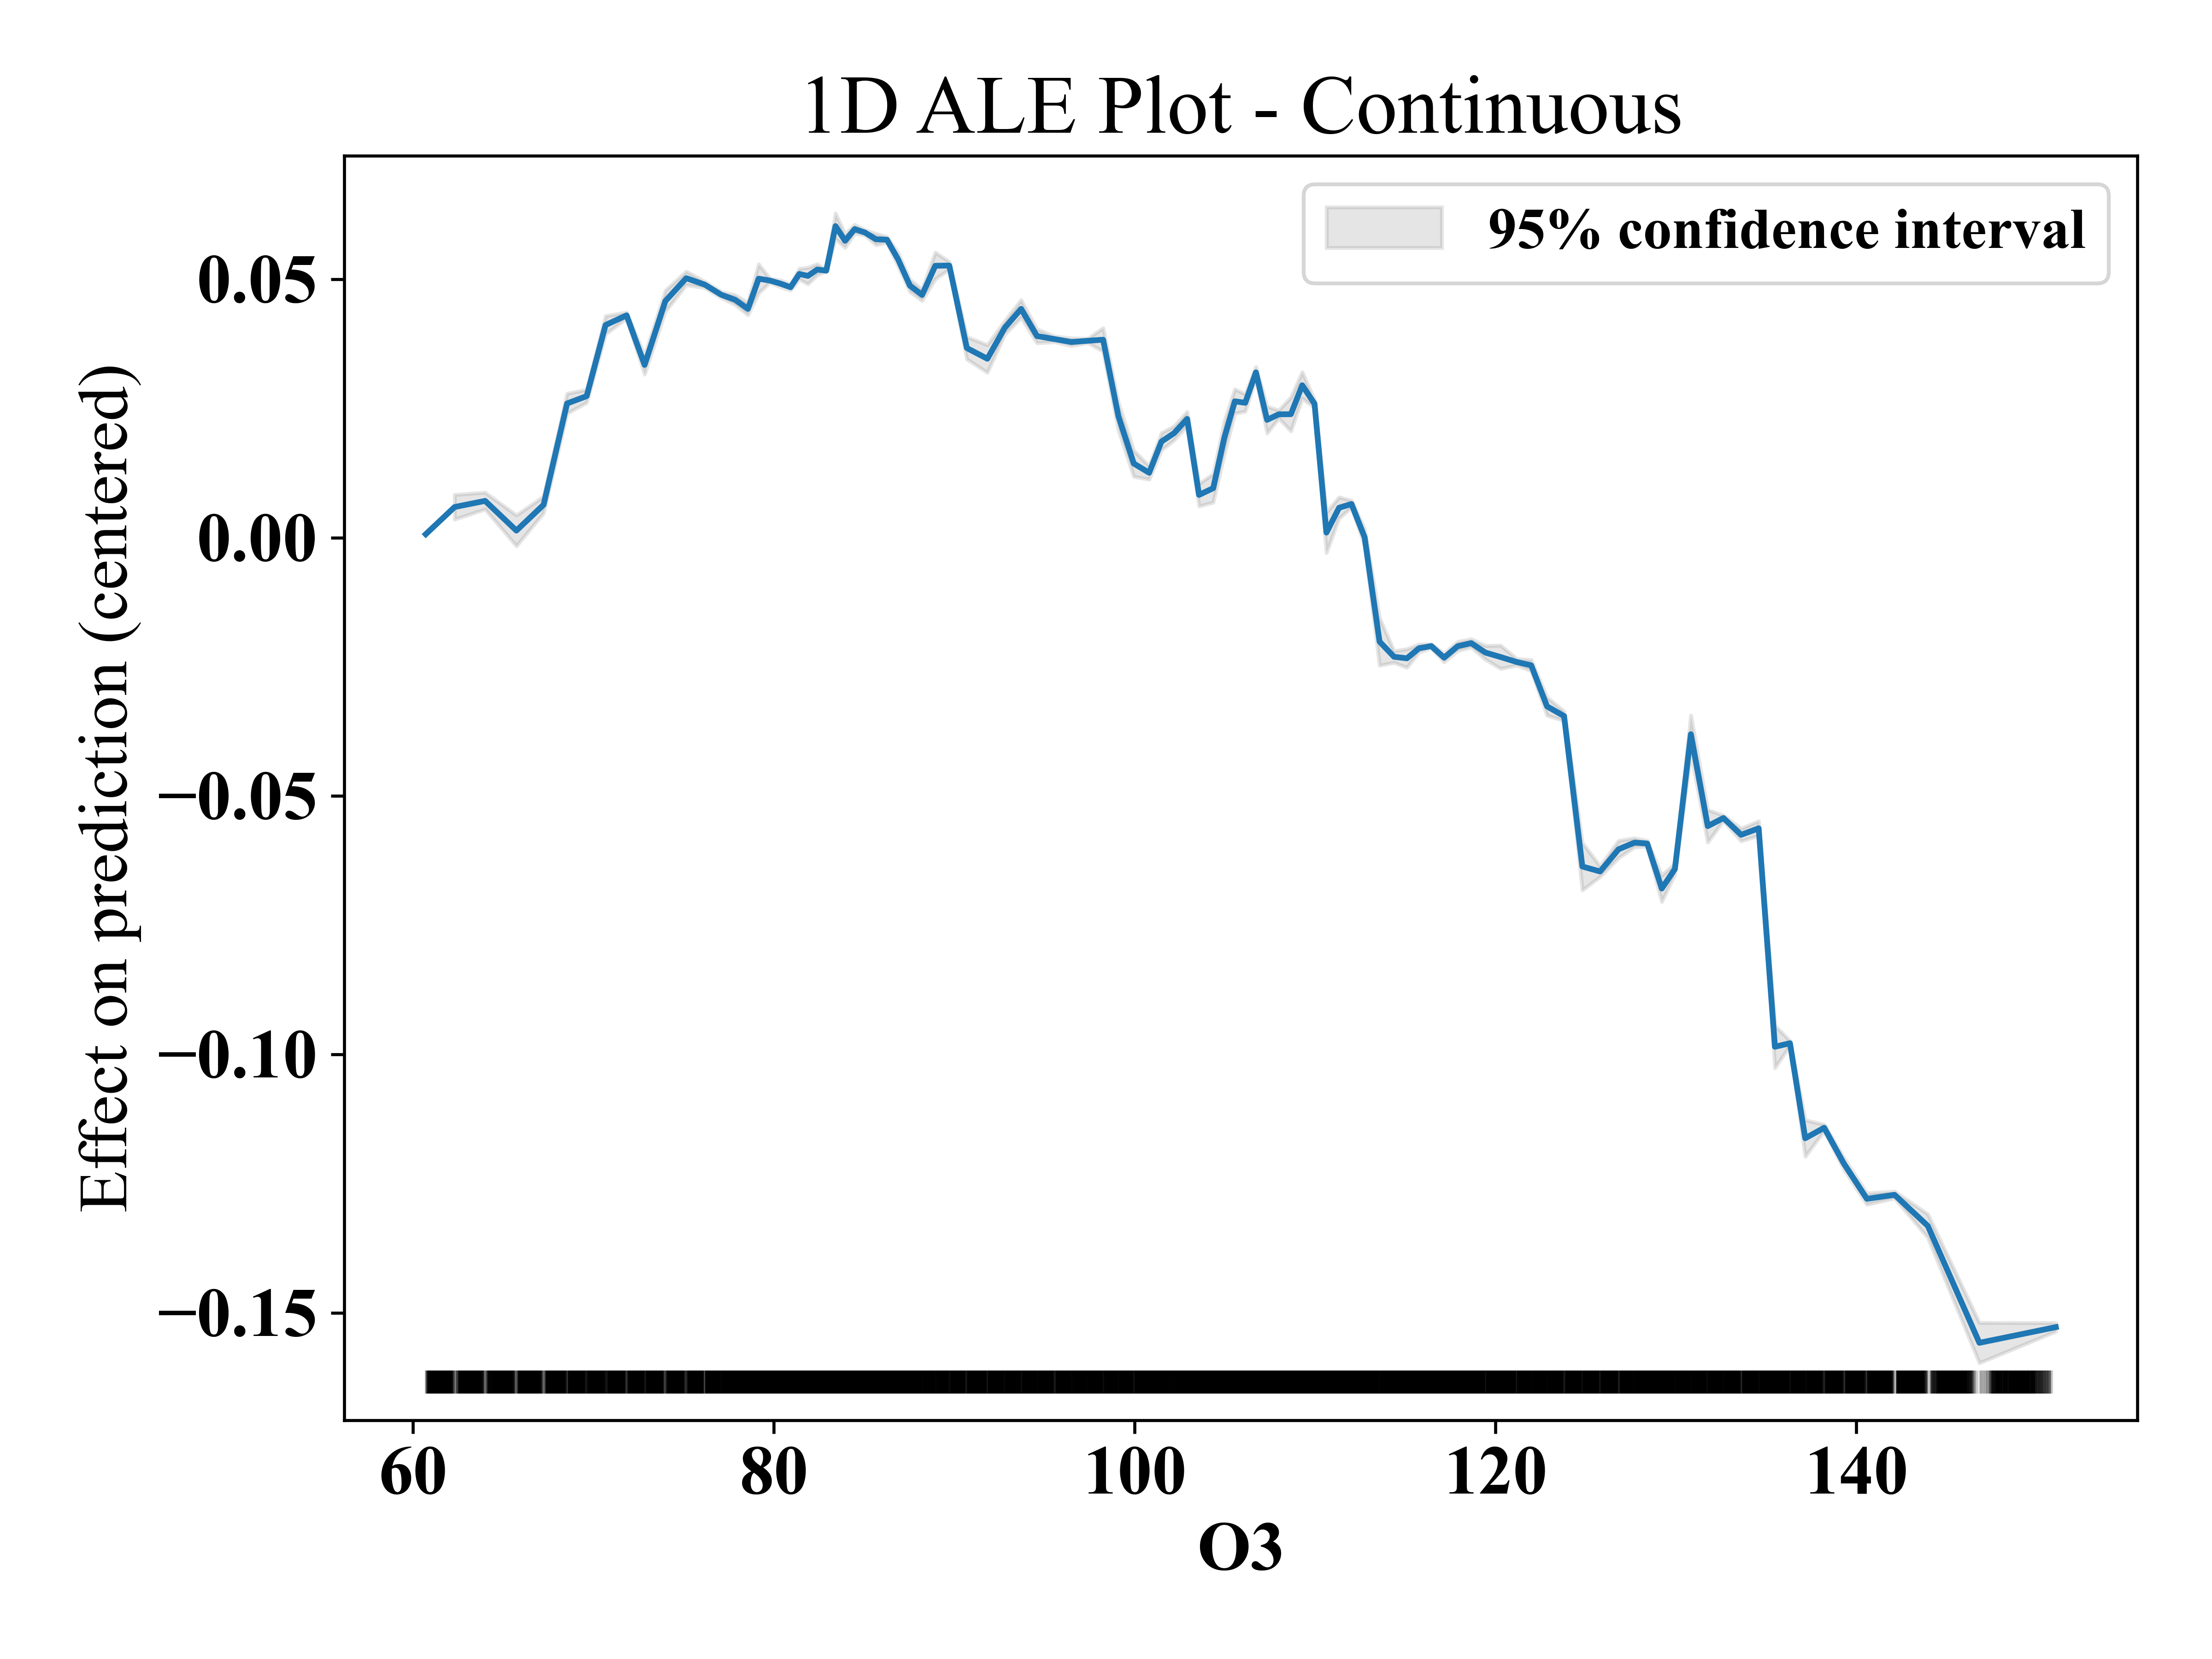 1D ALE Plot - Continuous
95% confidence interval
Effect on prediction (centered)
0.05
0.00
−0.05
−0.10
−0.15
60 80 100 120 140
O3